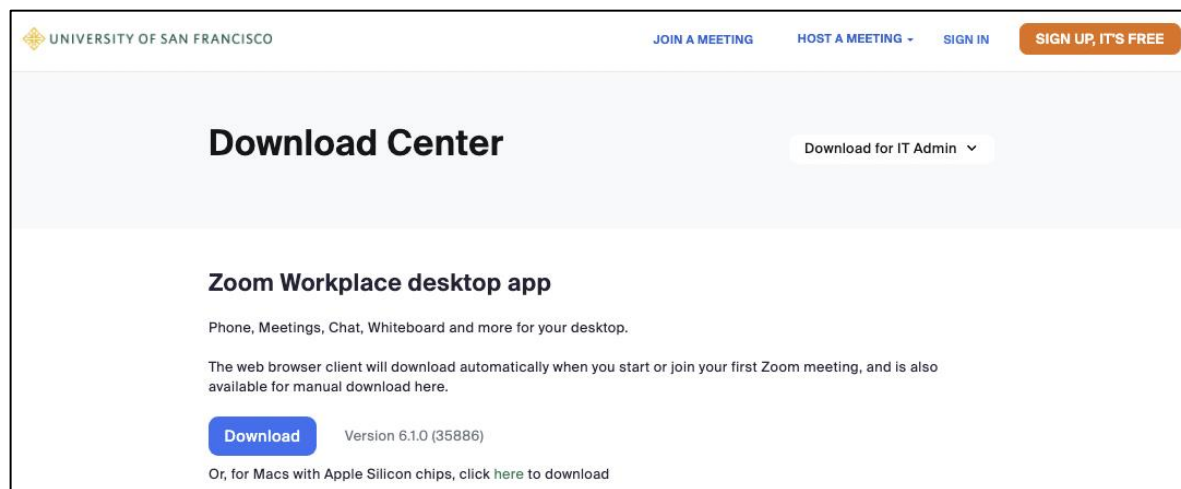 UNIVERSITY OF SAN FRANCISCO
JOIN A MEETING
HOST A MEETING
SIGN IN
SIGN UP, IT'S FREE
Download Center
Download for IT Admin
Zoom Workplace desktop app
Phone, Meetings, Chat, Whiteboard and more for your desktop.
The web browser client will download automatically when you start or join your first Zoom meeting, and is also
available for manual download here.
Download
Version 6.1.0 (35886)
Or, for Macs with Apple Silicon chips, click here to download